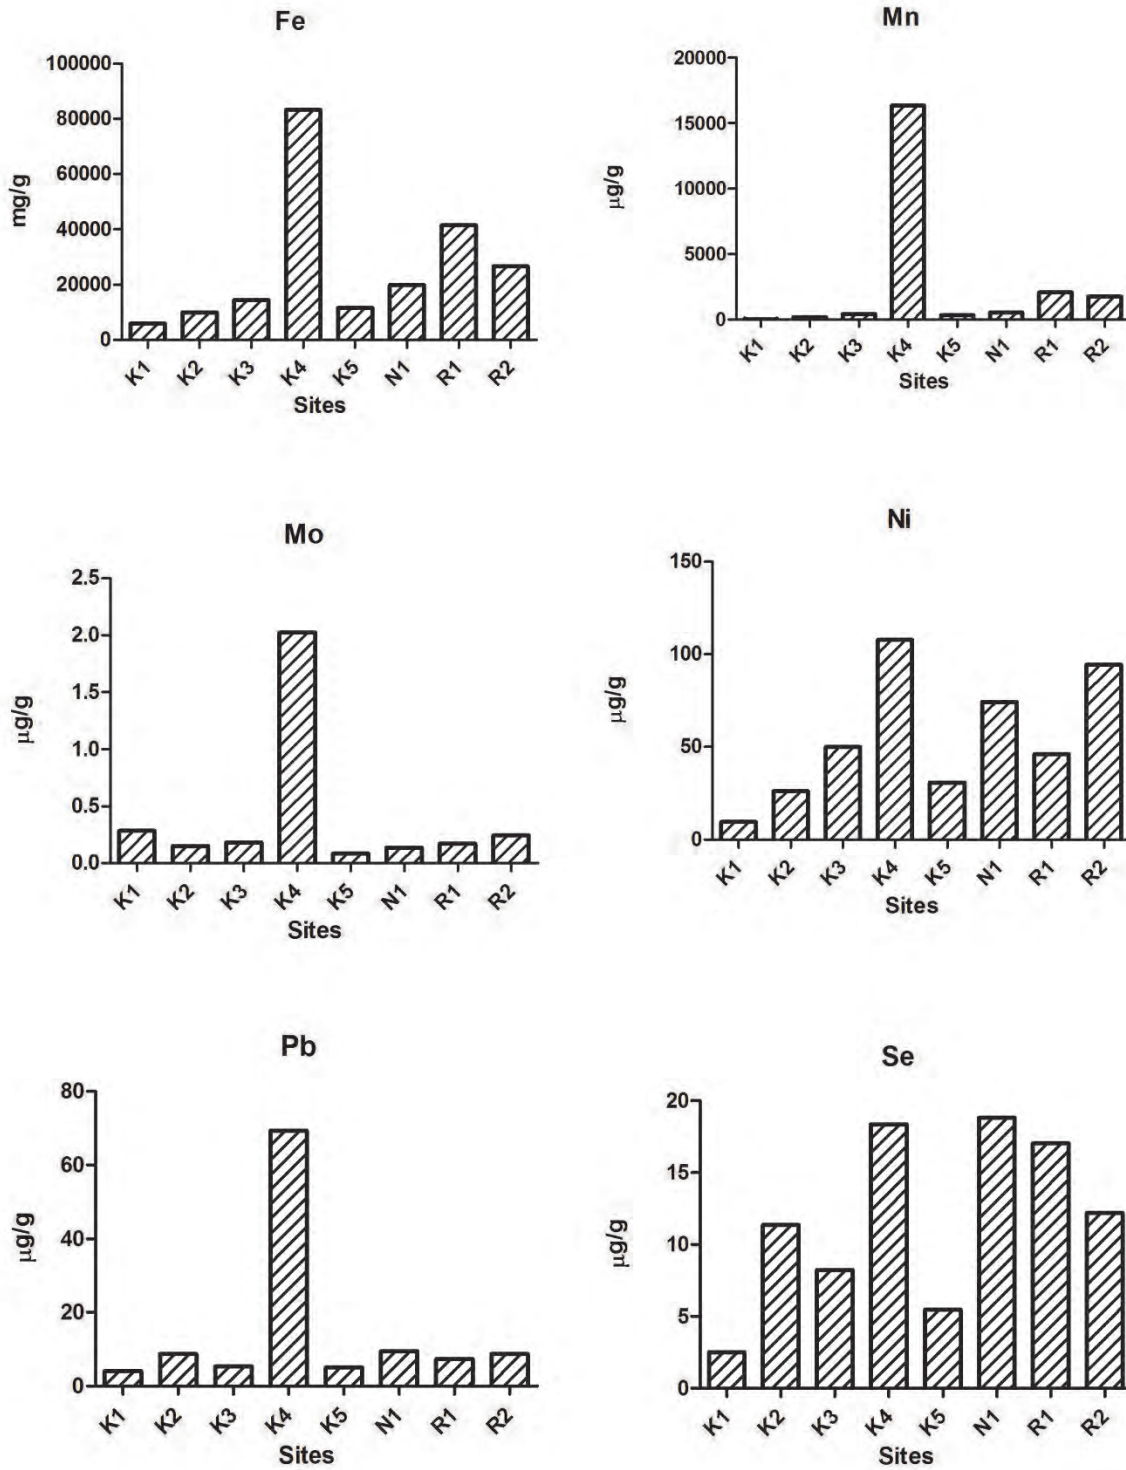 Fe
100000
80000
60000
40000
20000
0
mg/g
K1 K2 K3 K4 K5 N1 R1 R2
Sites
Mn
20000
15000
10000
5000
0
µg/g
K1 K2 K3 K4 K5 N1 R1 R2
Sites
Mo
2.5
2.0
1.5
1.0
0.5
0.0
µg/g
K1 K2 K3 K4 K5 N1 R1 R2
Sites
Ni
150
100
50
0
µg/g
K1 K2 K3 K4 K5 N1 R1 R2
Sites
Pb
80
60
40
20
0
µg/g
K1 K2 K3 K4 K5 N1 R1 R2
Sites
Se
20
15
10
5
0
µg/g
K1 K2 K3 K4 K5 N1 R1 R2
Sites